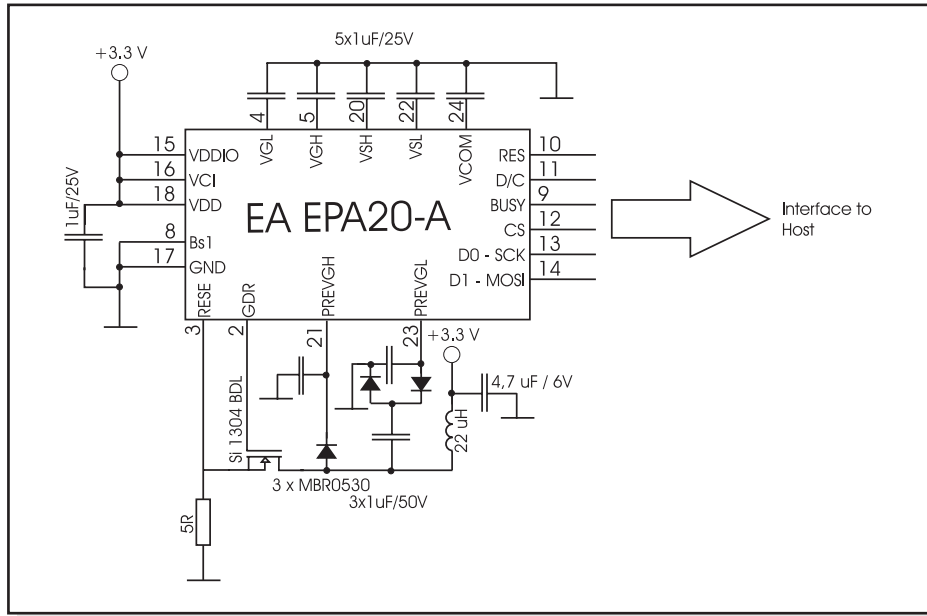 5x1uF/25V
+3.3 V
4
5
20
22
24
VGL
VGH
VSH
VSL
VCOM
15
VDDIO
16
VCI
18
VDD
8
Bs1
17
GND
1uF/25V
EA EPA20-A
RES
10
D/C
11
BUSY
9
CS
12
D0 - SCK
13
D1 - MOSI
14
Interface to
Host
RESE
GDR
PREVGH
PREVGL
3
2
21
23
+3.3 V
4,7 uF / 6V
22 uH
Si 1304 BDL
3 x MBR0530
3x1uF/50V
5R